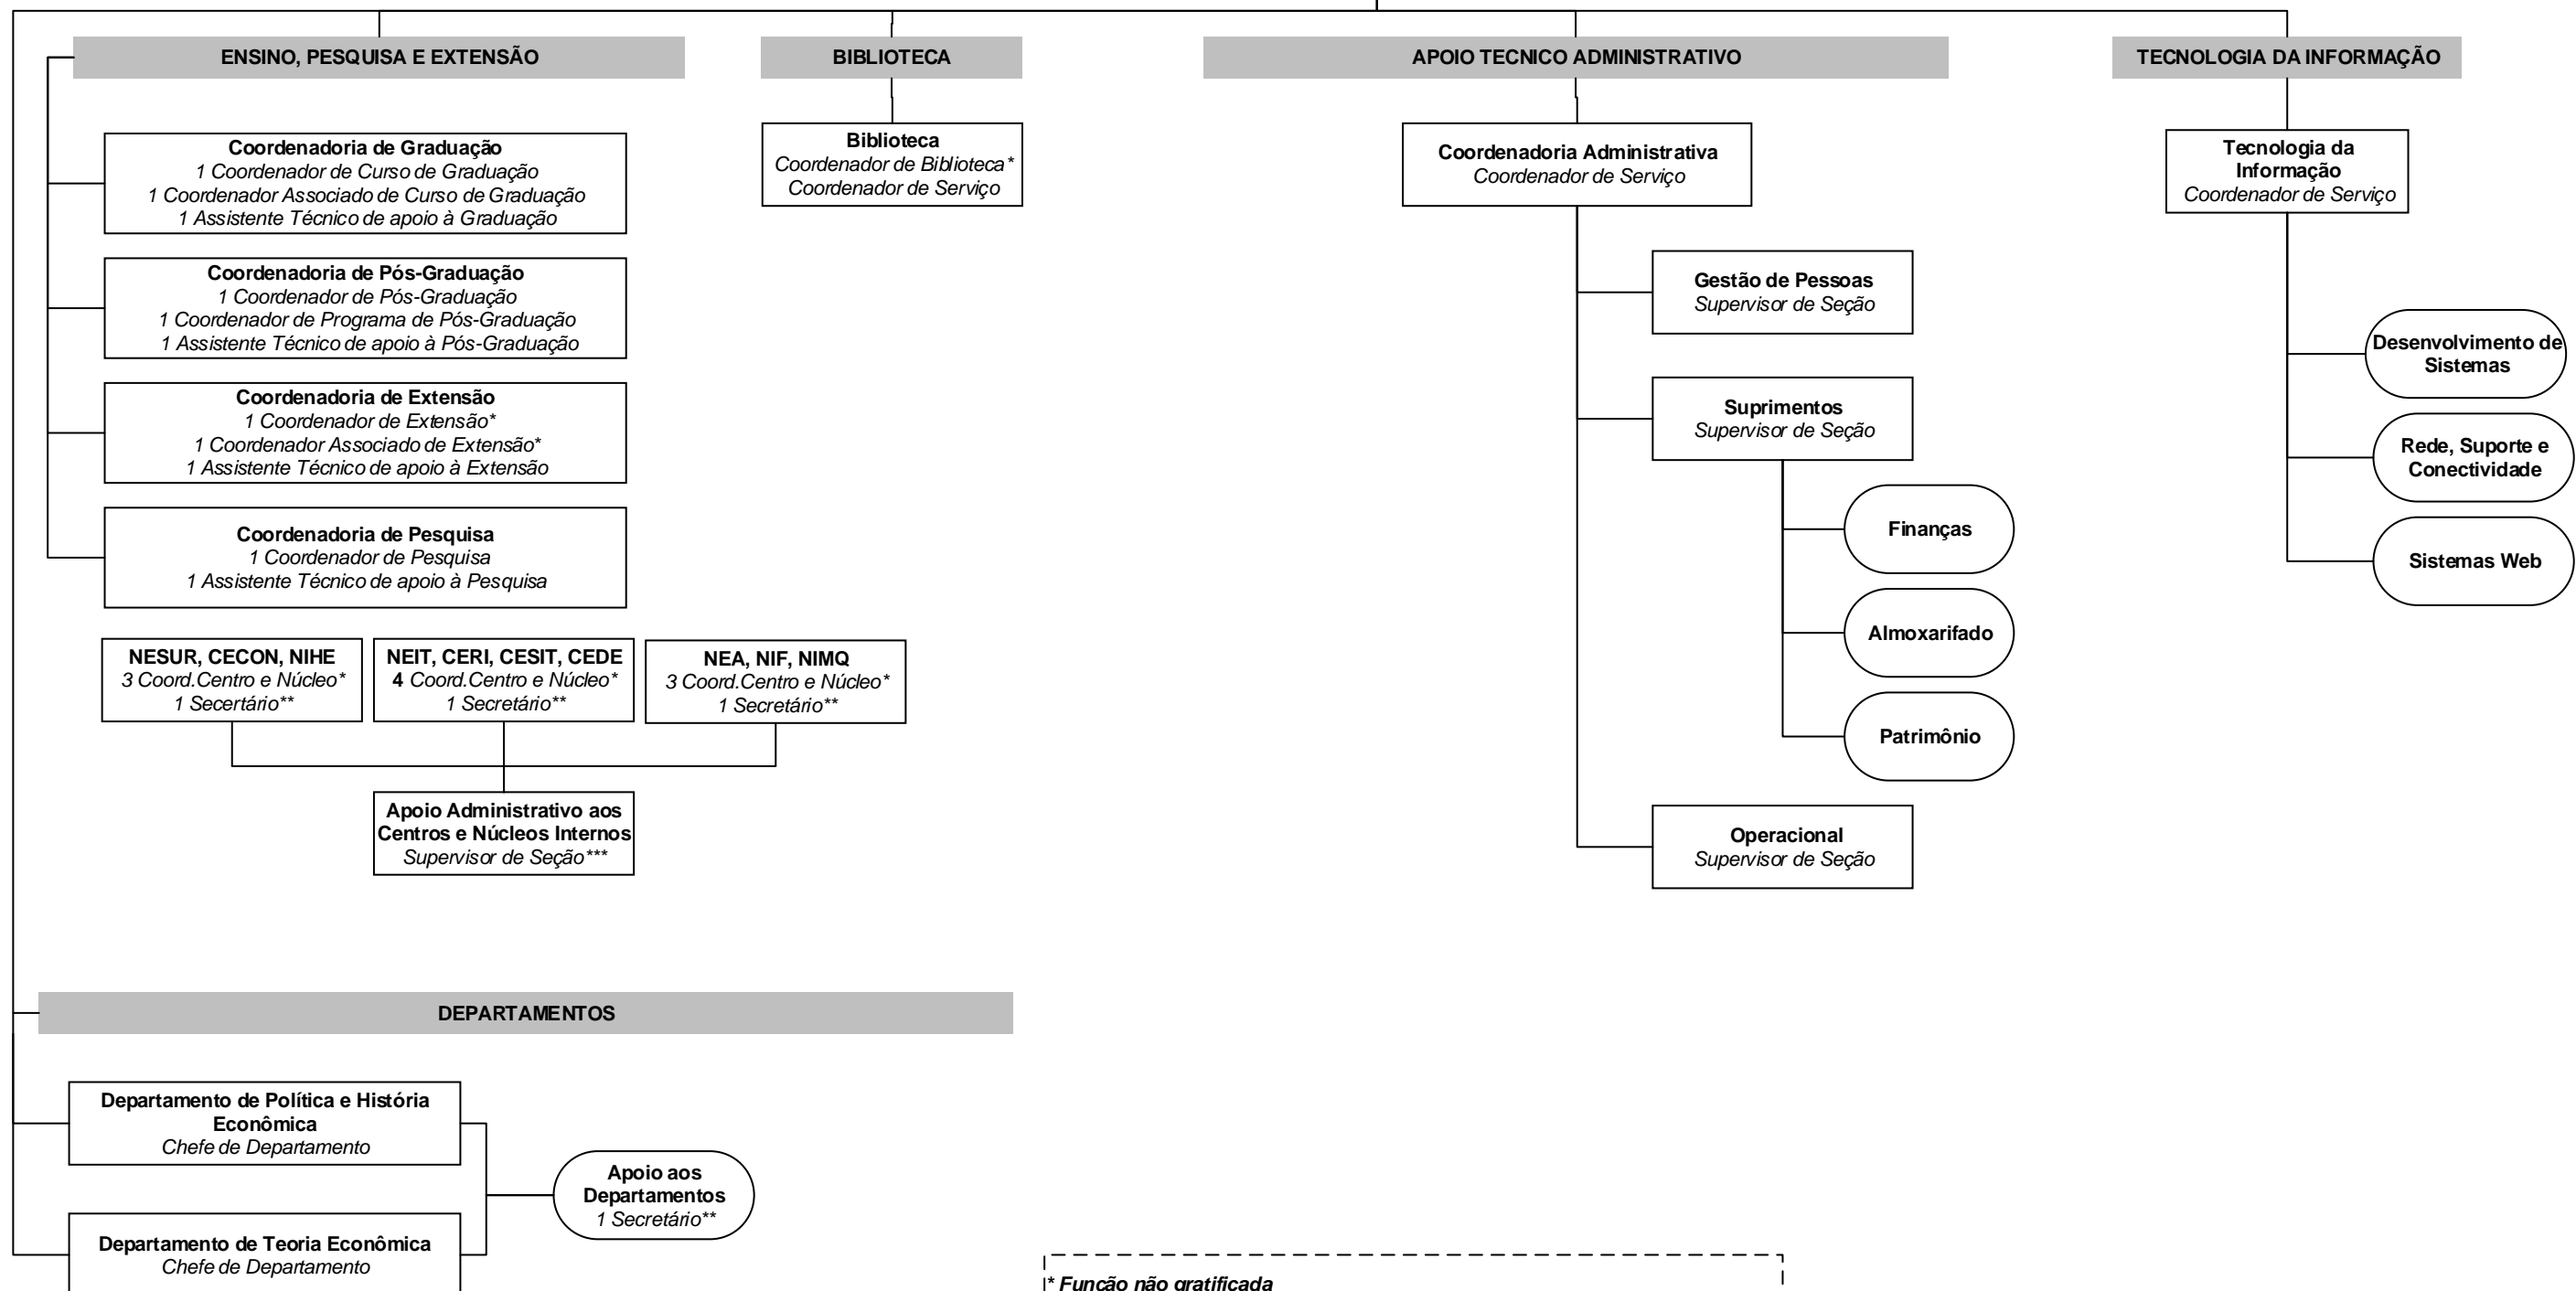 ENSINO, PESQUISA E EXTENSÃO
BIBLIOTECA
APOIO TECNICO ADMINISTRATIVO
TECNOLOGIA DA INFORMAÇÃO
Coordenadoria de Graduação
1 Coordenador de Curso de Graduação
1 Coordenador Associado de Curso de Graduação
1 Assistente Técnico de apoio à Graduação
Coordenadoria de Pós-Graduação
1 Coordenador de Pós-Graduação
1 Coordenador de Programa de Pós-Graduação
1 Assistente Técnico de apoio à Pós-Graduação
Coordenadoria de Extensão
1 Coordenador de Extensão*
1 Coordenador Associado de Extensão*
1 Assistente Técnico de apoio à Extensão
Coordenadoria de Pesquisa
1 Coordenador de Pesquisa
1 Assistente Técnico de apoio à Pesquisa
NESUR, CECON, NIHE
3 Coord.Centro e Núcleo*
1 Secertário**
NEIT, CERI, CESIT, CEDE
4 Coord.Centro e Núcleo*
1 Secretário**
NEA, NIF, NIMQ
3 Coord.Centro e Núcleo*
1 Secretário**
Apoio Administrativo aos
Centros e Núcleos Internos
Supervisor de Seção***
Biblioteca
Coordenador de Biblioteca*
Coordenador de Serviço
Coordenadoria Administrativa
Coordenador de Serviço
Gestão de Pessoas
Supervisor de Seção
Suprimentos
Supervisor de Seção
Finanças
Almoxarifado
Patrimônio
Operacional
Supervisor de Seção
Tecnologia da
Informação
Coordenador de Serviço
Desenvolvimento de
Sistemas
Rede, Suporte e
Conectividade
Sistemas Web
DEPARTAMENTOS
Departamento de Política e História
Econômica
Chefe de Departamento
Departamento de Teoria Econômica
Chefe de Departamento
Apoio aos
Departamentos
1 Secretário**
* Função não gratificada